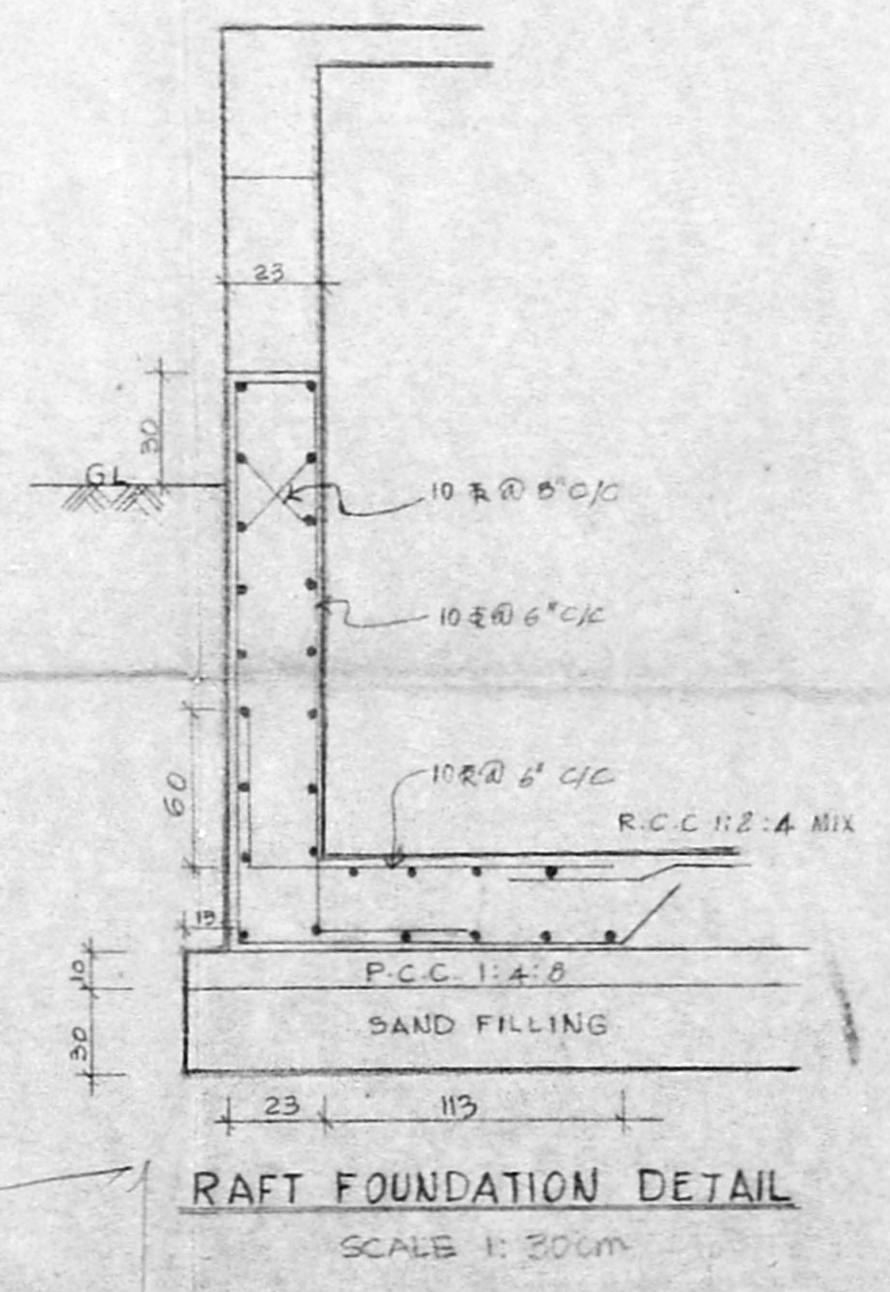 23
30
GL
10 @ 8" C/C
10 @ 6" C/C
60
10 @ 6" C/C
R.C.C 1:2:4 MIX
15
10
P.C.C. 1:4:8
30
SAND FILLING
23
113
RAFT FOUNDATION DETAIL
SCALE 1: 30cm